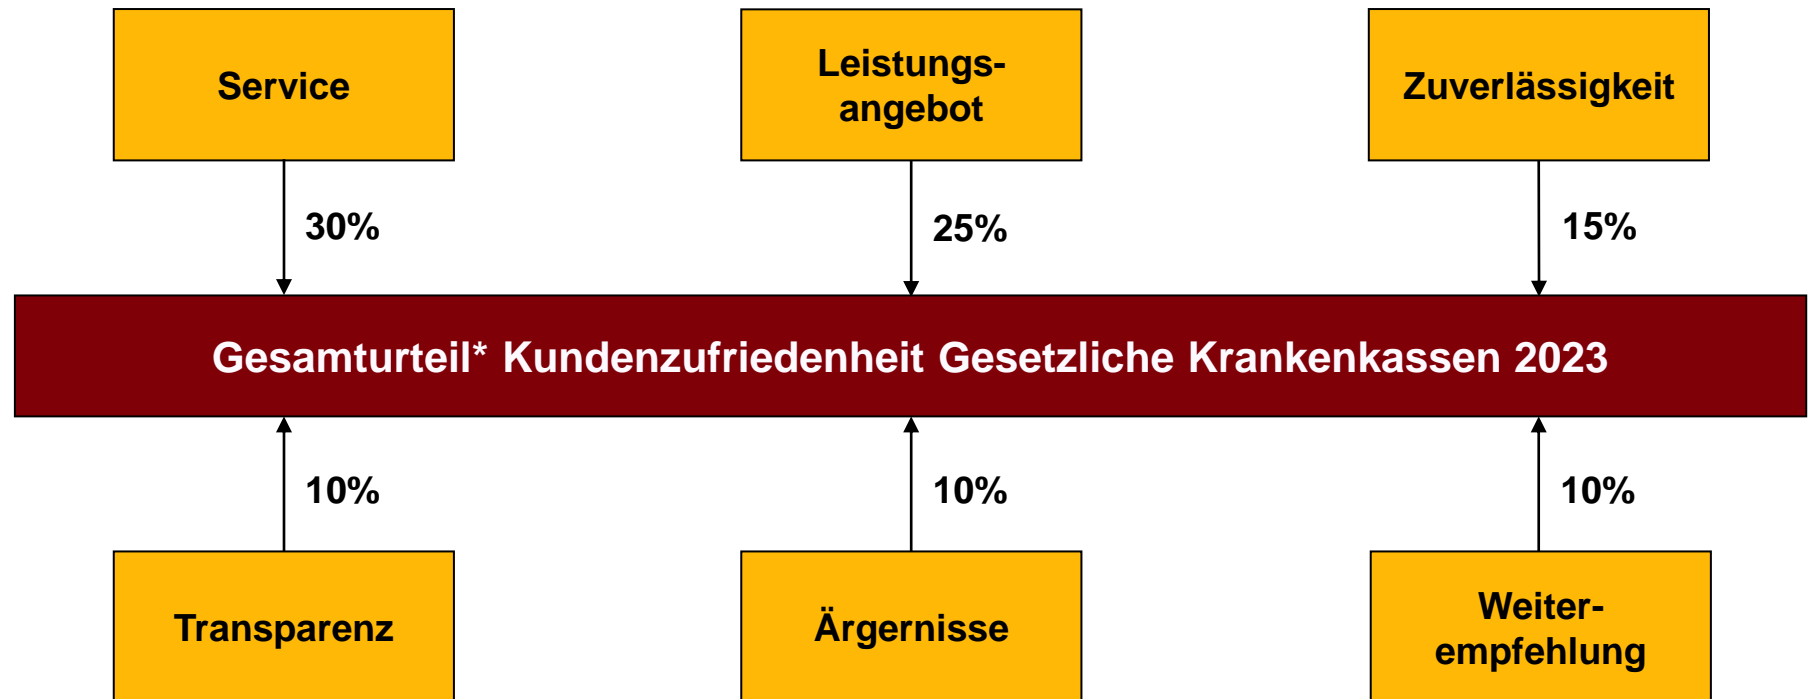 Service
Leistungs-
angebot
Zuverlässigkeit
30%
25%
15%
Gesamturteil* Kundenzufriedenheit Gesetzliche Krankenkassen 2023
10%
10%
10%
Transparenz
Ärgernisse
Weiter-
empfehlung